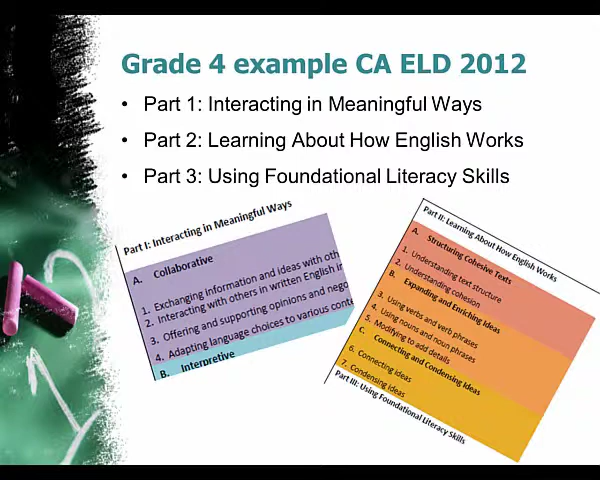 Grade 4 example CA ELD 2012
• Part 1: Interacting in Meaningful Ways
• Part 2: Learning About How English Works
• Part 3: Using Foundational Literacy Skills
Part I: Interacting in Meaningful Ways
A. Collaborative
1. Exchanging information and ideas with oth
2. Interacting with others in written English in
3. Offering and supporting opinions and nego
4. Adapting language choices to various conte
B. Interpretive
Part II: Learning About How English Works
A. Structuring Cohesive Texts
1. Understanding text structure
2. Understanding cohesion
B. Expanding and Enriching Ideas
3. Using verbs and verb phrases
4. Using nouns and noun phrases
5. Modifying to add details
C. Connecting and Condensing Ideas
6. Connecting ideas
7. Condensing ideas
Part III: Using Foundational Literacy Skills